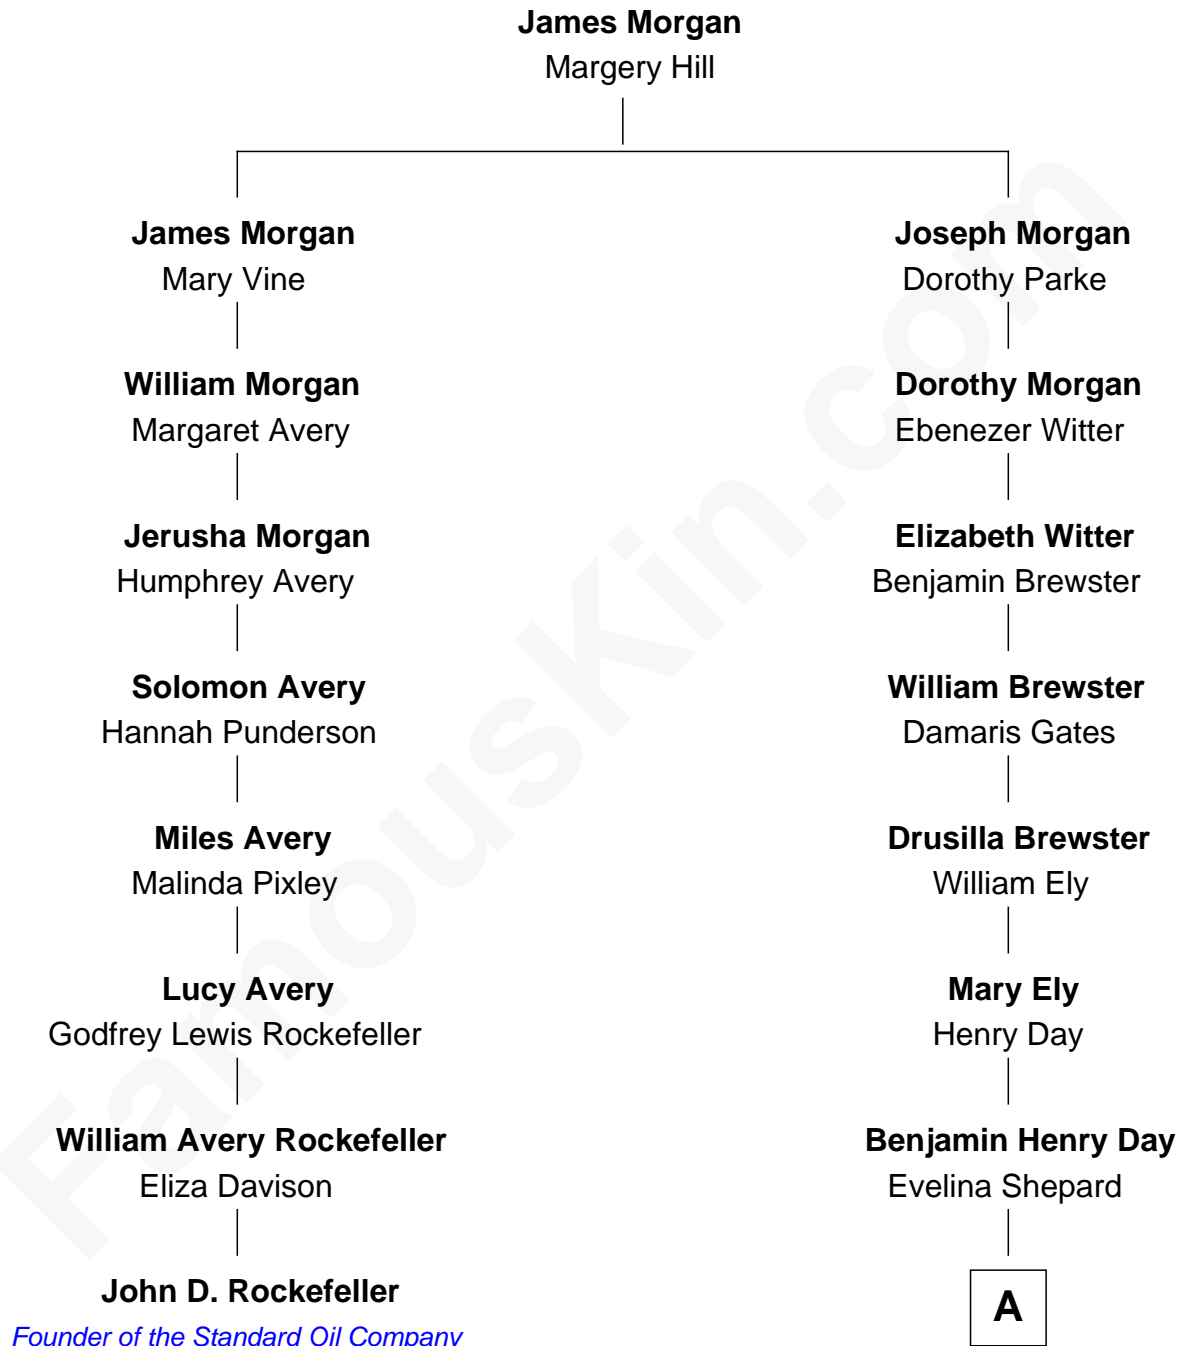 James Morgan
Margery Hill
James Morgan
Mary Vine
William Morgan
Margaret Avery
Jerusha Morgan
Humphrey Avery
Solomon Avery
Hannah Punderson
Miles Avery
Malinda Pixley
Lucy Avery
Godfrey Lewis Rockefeller
William Avery Rockefeller
Eliza Davison
John D. Rockefeller
Founder of the Standard Oil Company
Joseph Morgan
Dorothy Parke
Dorothy Morgan
Ebenezer Witter
Elizabeth Witter
Benjamin Brewster
William Brewster
Damaris Gates
Drusilla Brewster
William Ely
Mary Ely
Henry Day
Benjamin Henry Day
Evelina Shepard
A
FamousKin.com